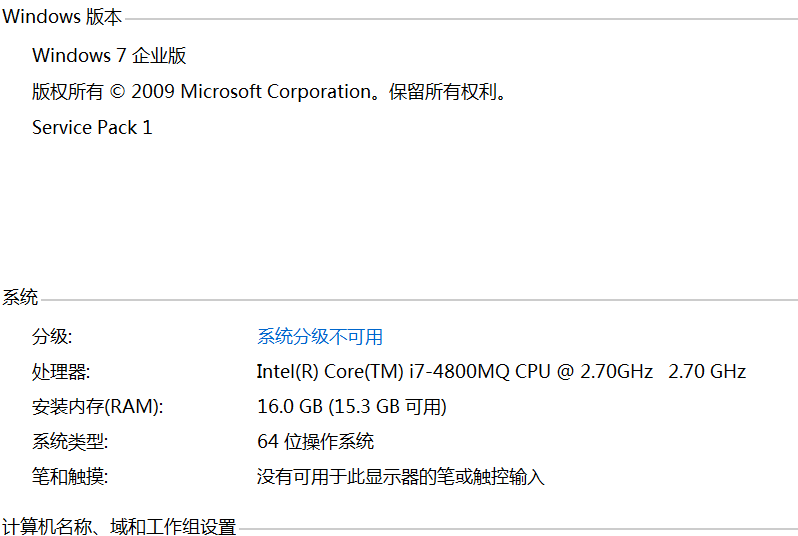 Windows 版本
Windows 7 企业版
版权所有 © 2009 Microsoft Corporation。保留所有权利。
Service Pack 1
系统
分级: 系统分级不可用
处理器: Intel(R) Core(TM) i7-4800MQ CPU @ 2.70GHz 2.70 GHz
安装内存(RAM): 16.0 GB (15.3 GB 可用)
系统类型: 64 位操作系统
笔和触摸: 没有可用于此显示器的笔或触控输入
计算机名称、域和工作组设置